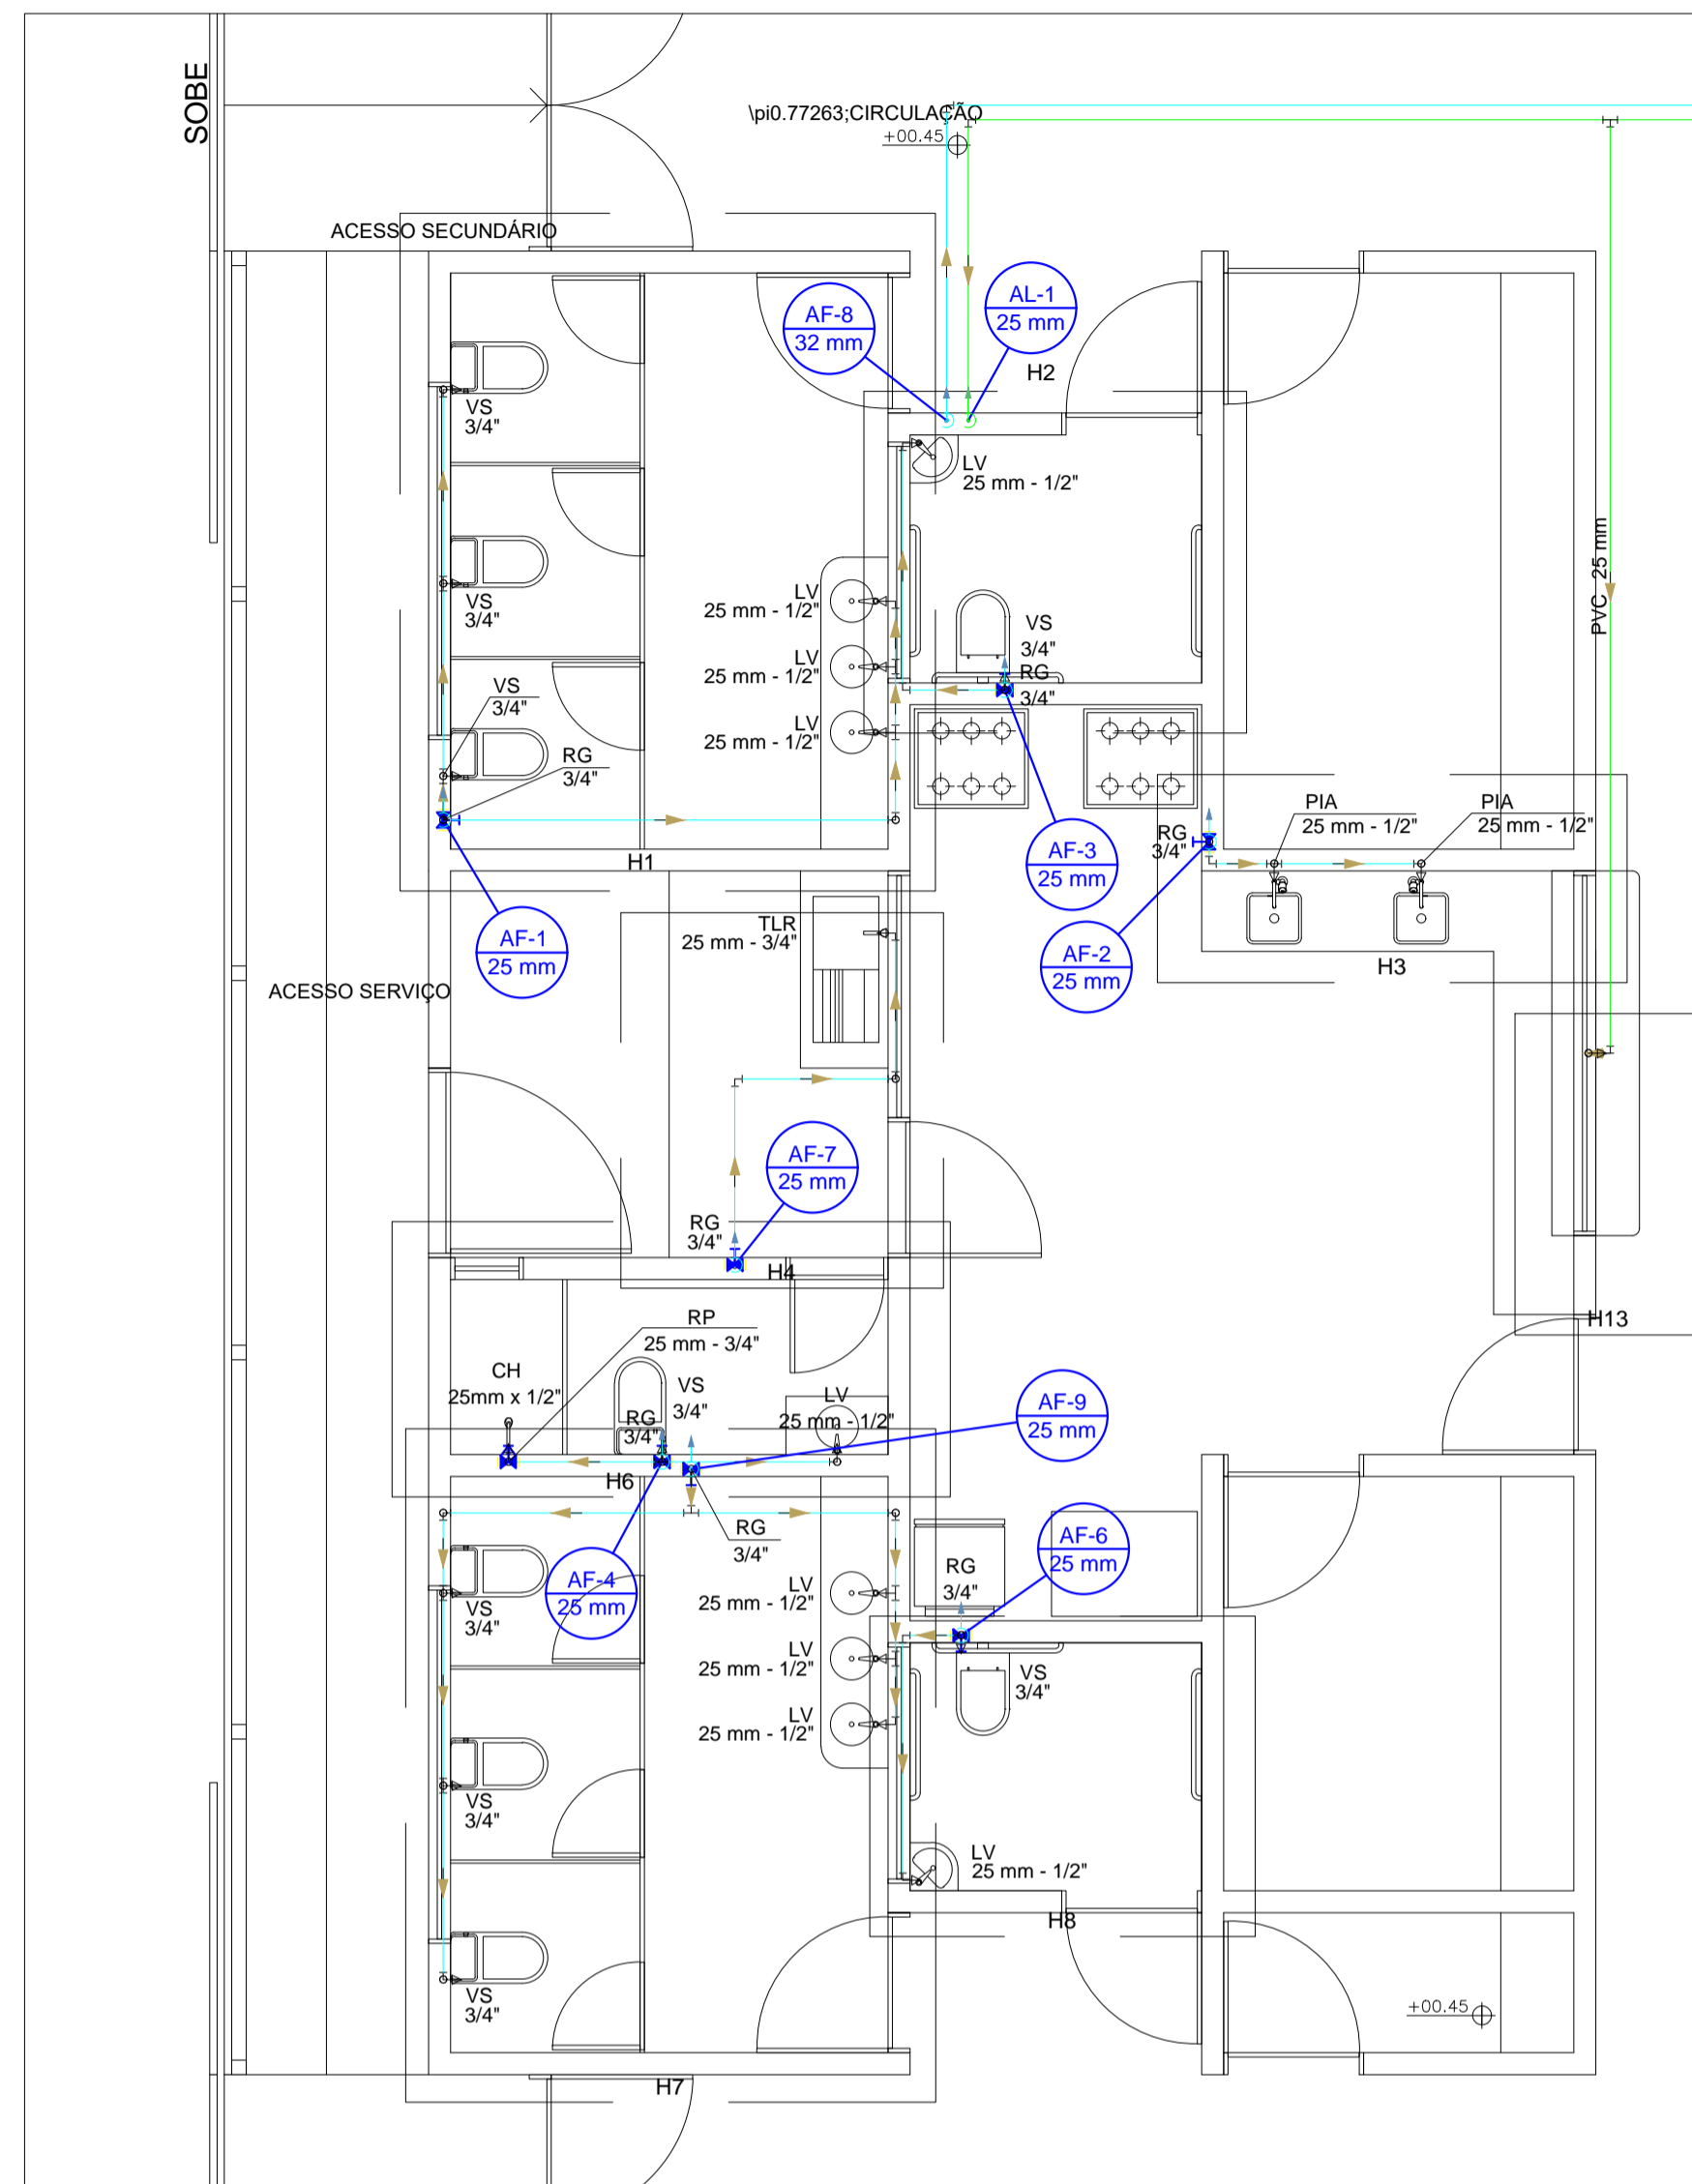 SOBE
\pi0.77263;CIRCULAÇÃO
+00.45
ACESSO SECUNDÁRIO
AF-8
32 mm
AL-1
25 mm
H2
VS
3/4"
LV
25 mm - 1/2"
VS
3/4"
LV
25 mm - 1/2"
LV
25 mm - 1/2"
LV
25 mm - 1/2"
VS
3/4"
RG
3/4"
PVC 25 mm
VS
3/4"
RG
3/4"
H1
AF-3
25 mm
RG
3/4"
PIA
25 mm - 1/2"
PIA
25 mm - 1/2"
AF-1
25 mm
TLR
25 mm - 3/4"
AF-2
25 mm
H3
ACESSO SERVIÇO
AF-7
25 mm
RG
3/4"
H4
RP
25 mm - 3/4"
H13
CH
25mm x 1/2"
VS
3/4"
RG
3/4"
LV
25 mm - 1/2"
AF-9
25 mm
H6
RG
3/4"
AF-4
25 mm
AF-6
25 mm
RG
3/4"
VS
3/4"
LV
25 mm - 1/2"
LV
25 mm - 1/2"
LV
25 mm - 1/2"
VS
3/4"
VS
3/4"
LV
25 mm - 1/2"
H8
VS
3/4"
+00.45
H7